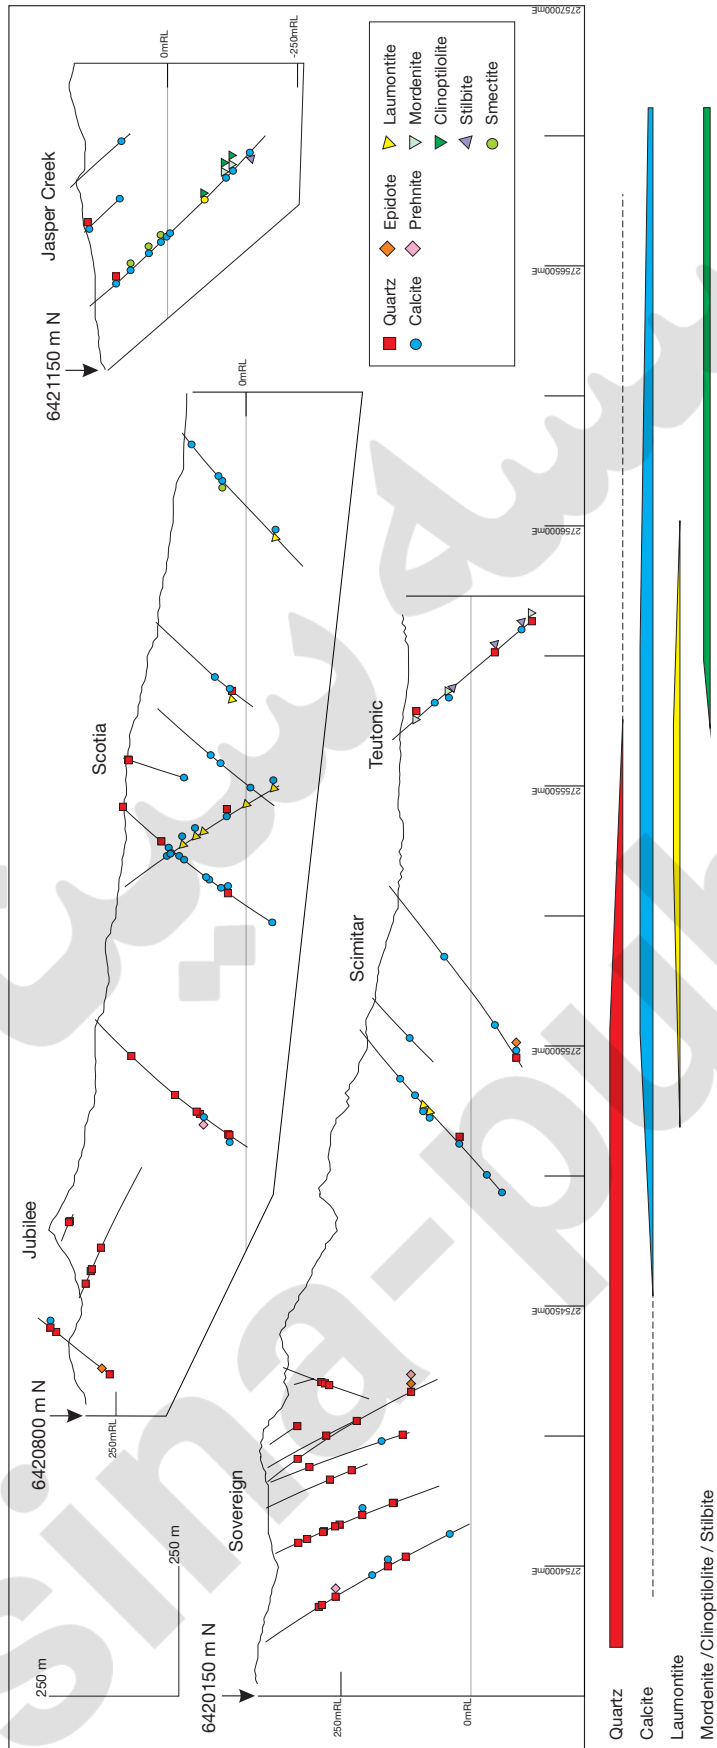 250 m
250 m
6420800 m N
Jubilee
Scotia
6421150 m N
Jasper Creek
250mRL
0mRL
0mRL
-250mRL
6420150 m N
Sovereign
Scimitar
Teutonic
250mRL
0mRL
Quartz
Calcite
Epidote
Prehnite
Laumontite
Mordenite
Clinoptilolite
Stilbite
Smectite
2754000mE
2754500mE
2755000mE
2755500mE
2756000mE
2756500mE
2757000mE
Quartz
Calcite
Laumontite
Mordenite / Clinoptilolite / Stilbite
sina-pub